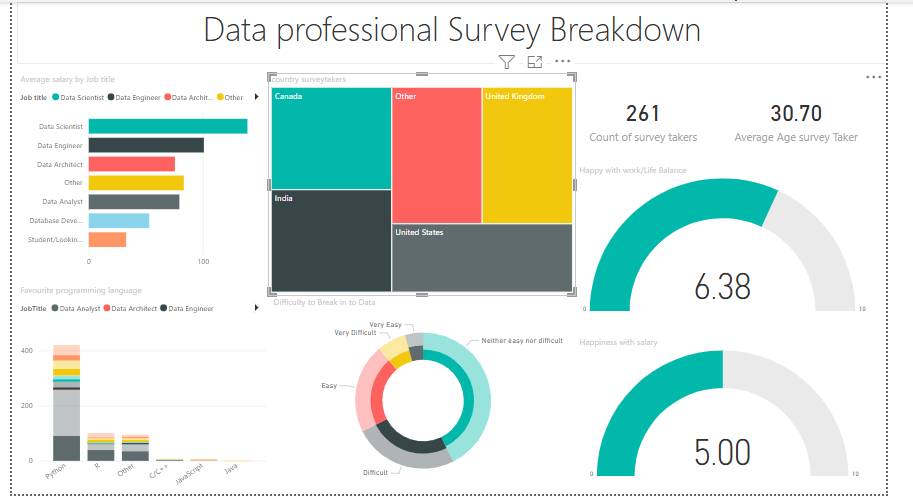 Data professional Survey Breakdown
Average salary by Job title
Job title Data Scientist Data Engineer Data Archit... Other
Data Scientist
Data Engineer
Data Architect
Other
Data Analyst
Database Deve...
Student/Lookin...
0 100
country surveytakers
Canada
Other
United Kingdom
India
United States
261
Count of survey takers
30.70
Average Age survey Taker
Happy with work/Life Balance
6.38
0 10
Favourite programming language
JobTitle Data Analyst Data Architect Data Engineer
400
200
0
Python R Other C/C++ JavaScript Java
Difficulty to Break in to Data
Very Easy
Very Difficult
Neither easy nor difficult
Easy
Difficult
Happiness with salary
5.00
0 10